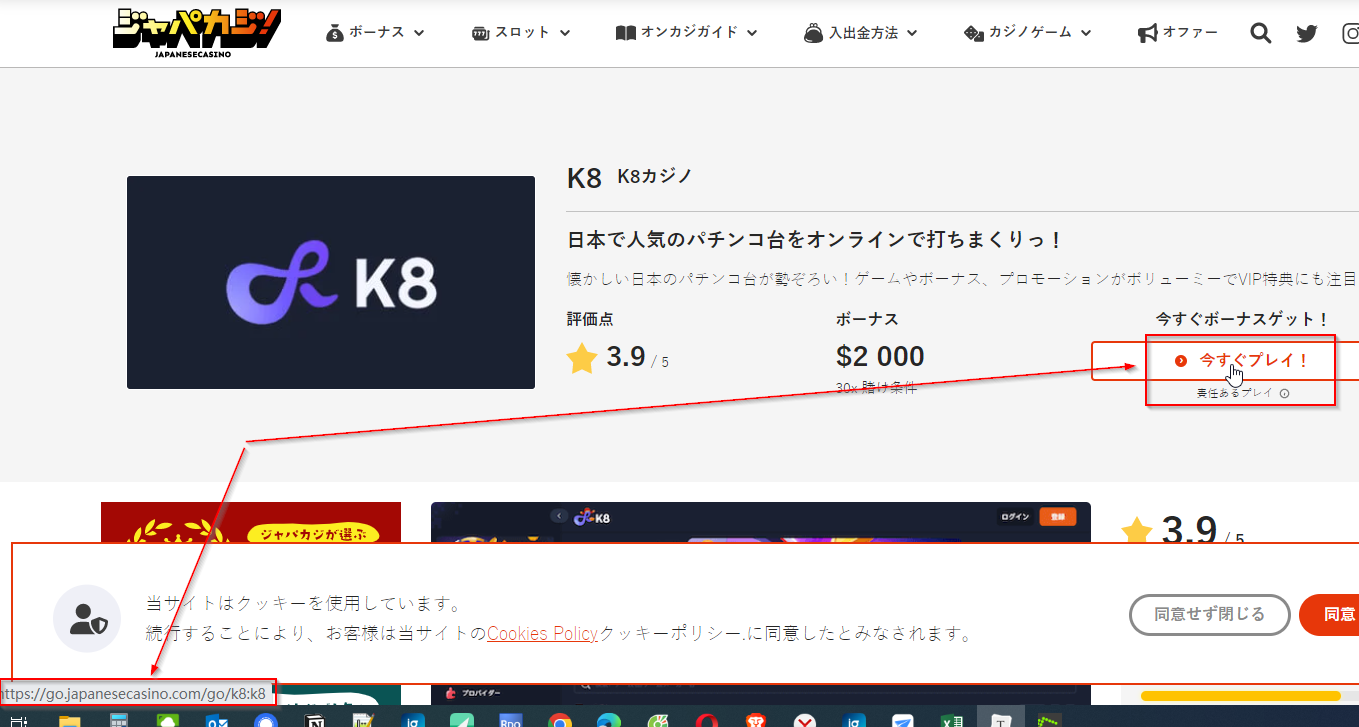 ジャパカジ!
JAPANESECASINO
ボーナス
スロット
オンカジガイド
入出金方法
カジノゲーム
オファー
K8
K8 K8カジノ
日本で人気のパチンコ台をオンラインで打ちまくりっ！
懐かしい日本のパチンコ台が勢ぞろい！ゲームやボーナス、プロモーションがボリューミーでVIP特典にも注目
評価点 ボーナス 今すぐボーナスゲット！
3.9 / 5 $2 000 今すぐプレイ！
30x 賭け条件 責任あるプレイ
ジャパカジが選ぶ
K8 ログイン 登録
3.9 / 5
当サイトはクッキーを使用しています。
続行することにより、お客様は当サイトのCookies Policyクッキーポリシー.に同意したとみなされます。
同意せず閉じる 同意
ttps://go.japanesecasino.com/go/k8:k8
プロバイダー